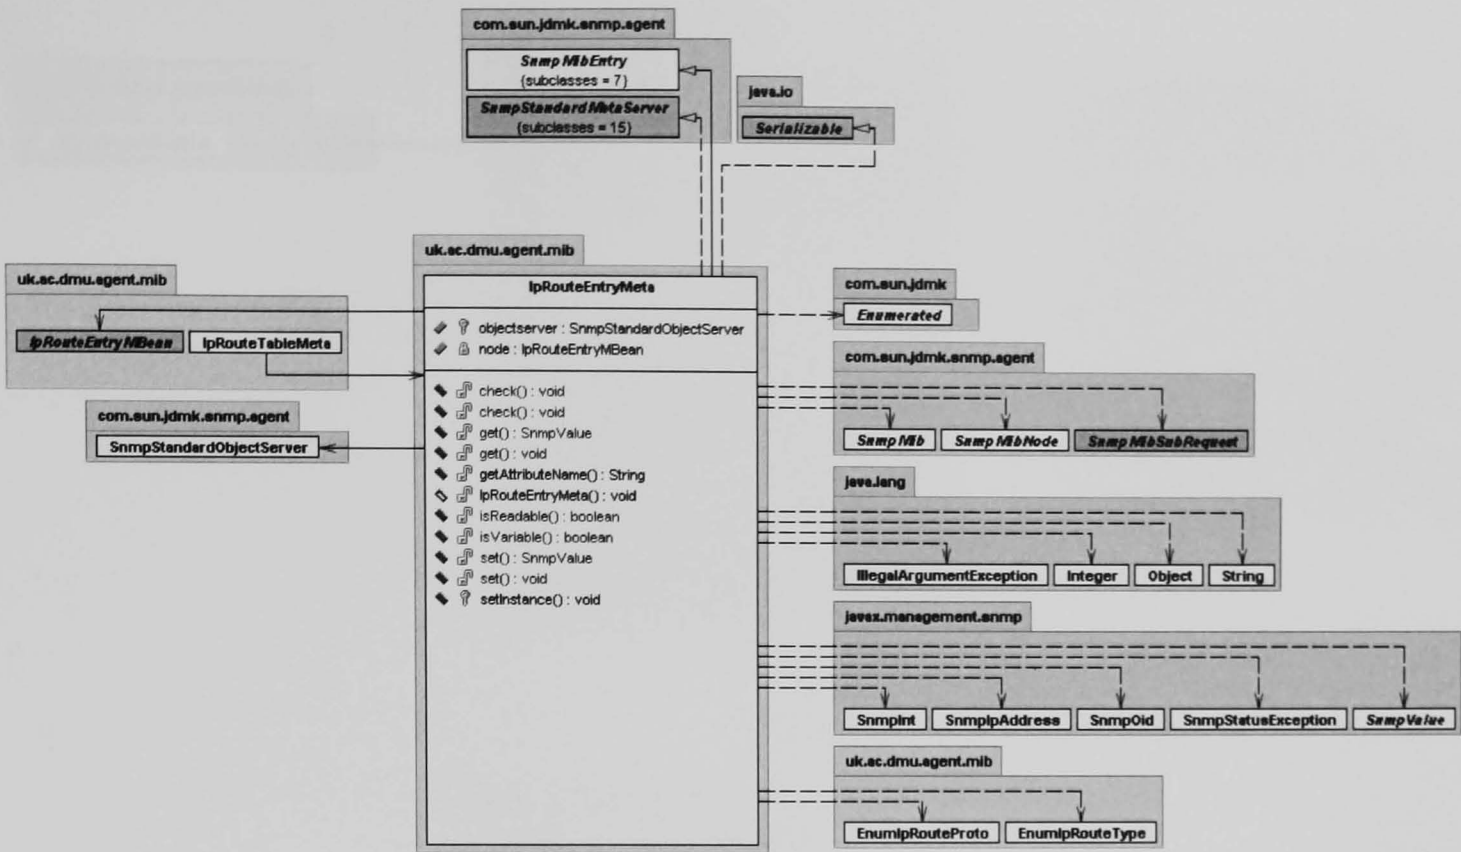 com.sun.jdmk.snmp.agent
SnmpMibEntry
{subclasses = 7}
SnmpStandardMetaServer
{subclasses = 15}
java.io
Serializable
uk.ac.dmu.agent.mib
IpRouteEntryMBean
IpRouteTableMeta
com.sun.jdmk.snmp.agent
SnmpStandardObjectServer
uk.ac.dmu.agent.mib
IpRouteEntryMeta
objectserver : SnmpStandardObjectServer
node : IpRouteEntryMBean
check() : void
check() : void
get() : SnmpValue
get() : void
getAttributeName() : String
IpRouteEntryMeta() : void
isReadable() : boolean
isVariable() : boolean
set() : SnmpValue
set() : void
setInstance() : void
com.sun.jdmk
Enumerated
com.sun.jdmk.snmp.agent
SnmpMib
SnmpMibNode
SnmpMibSubRequest
java.lang
IllegalArgumentException
Integer
Object
String
javax.management.snmp
SnmpInt
SnmpIpAddress
SnmpOid
SnmpStatusException
SnmpValue
uk.ac.dmu.agent.mib
EnumIpRouteProto
EnumIpRouteType